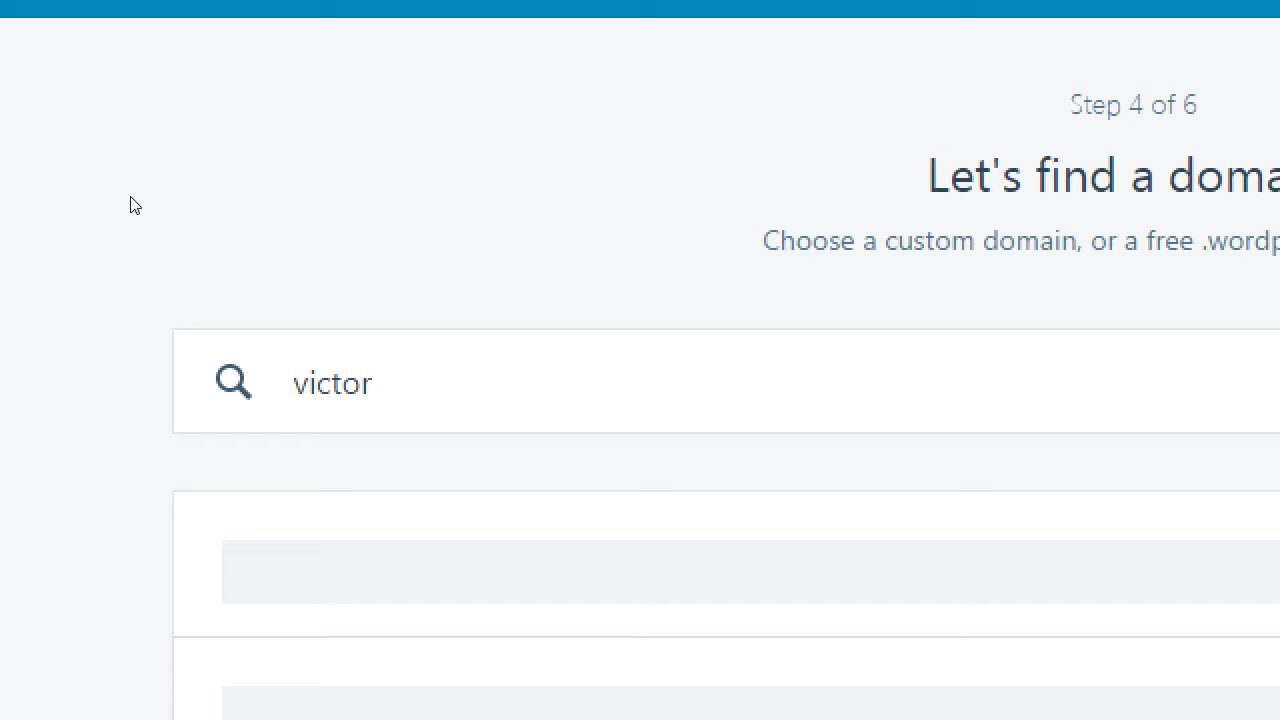 Step 4 of 6
Let's find a doma
Choose a custom domain, or a free .wordp
victor